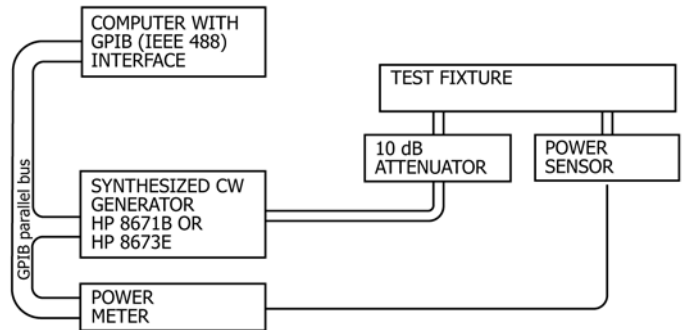 COMPUTER WITH
GPIB (IEEE 488)
INTERFACE
TEST FIXTURE
10 dB
ATTENUATOR
POWER
SENSOR
SYNTHESIZED CW
GENERATOR
HP 8671B OR
HP 8673E
GPIB parallel bus
POWER
METER